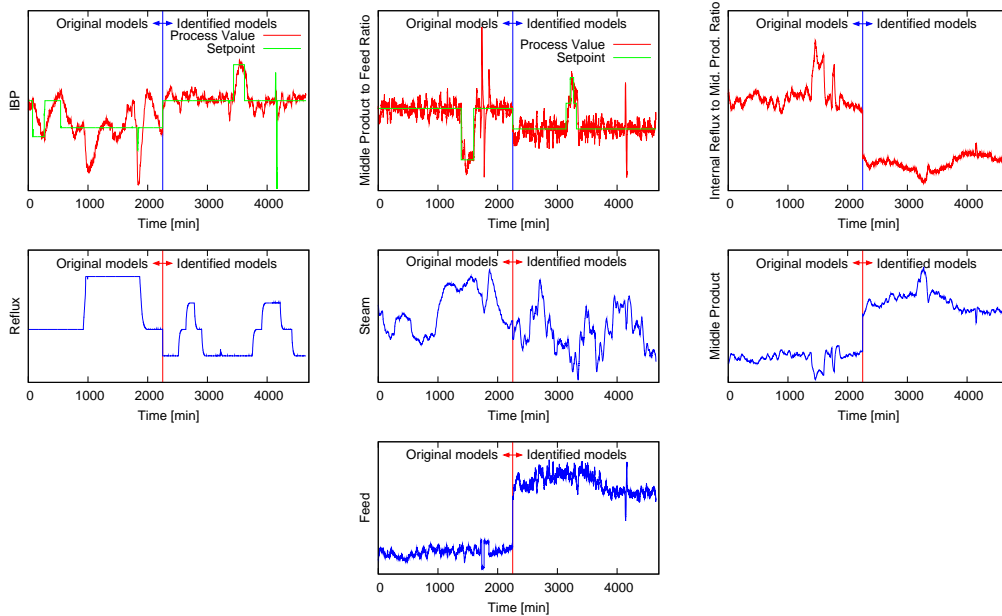 Original models Identified models
Process Value
Setpoint
IBP
0 1000 2000 3000 4000
Time [min]
Original models Identified models
Process Value
Setpoint
Middle Product to Feed Ratio
0 1000 2000 3000 4000
Time [min]
Original models Identified models
Internal Reflux to Mid. Prod. Ratio
0 1000 2000 3000 4000
Time [min]
Original models Identified models
Reflux
0 1000 2000 3000 4000
Time [min]
Original models Identified models
Steam
0 1000 2000 3000 4000
Time [min]
Original models Identified models
Middle Product
0 1000 2000 3000 4000
Time [min]
Original models Identified models
Feed
0 1000 2000 3000 4000
Time [min]